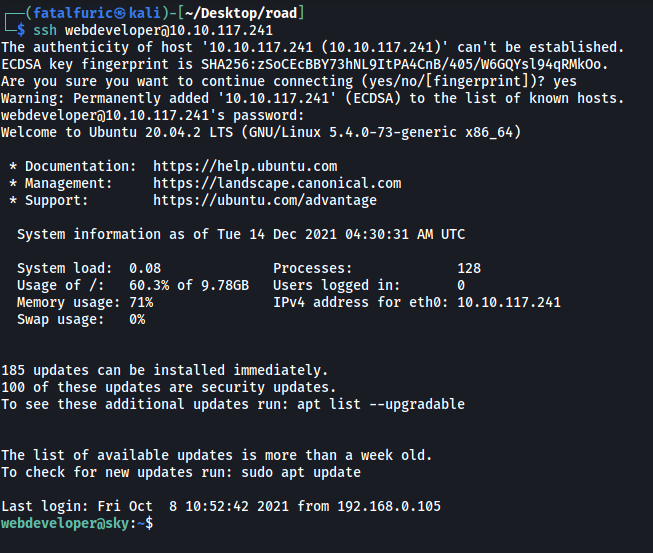 ┌──(fatalfuric㉿kali)-[~/Desktop/road]
└─$ ssh webdeveloper@10.10.117.241
The authenticity of host '10.10.117.241 (10.10.117.241)' can't be established.
ECDSA key fingerprint is SHA256:zSoCEcBBY73hNL9ItPA4CnB/405/W6GQYsl94qRMkOo.
Are you sure you want to continue connecting (yes/no/[fingerprint])? yes
Warning: Permanently added '10.10.117.241' (ECDSA) to the list of known hosts.
webdeveloper@10.10.117.241's password:
Welcome to Ubuntu 20.04.2 LTS (GNU/Linux 5.4.0-73-generic x86_64)
* Documentation:  https://help.ubuntu.com
* Management:     https://landscape.canonical.com
* Support:        https://ubuntu.com/advantage
System information as of Tue 14 Dec 2021 04:30:31 AM UTC
System load:  0.08              Processes:             128
Usage of /:   60.3% of 9.78GB   Users logged in:       0
Memory usage: 71%               IPv4 address for eth0: 10.10.117.241
Swap usage:   0%
185 updates can be installed immediately.
100 of these updates are security updates.
To see these additional updates run: apt list --upgradable
The list of available updates is more than a week old.
To check for new updates run: sudo apt update
Last login: Fri Oct  8 10:52:42 2021 from 192.168.0.105
webdeveloper@sky:~$